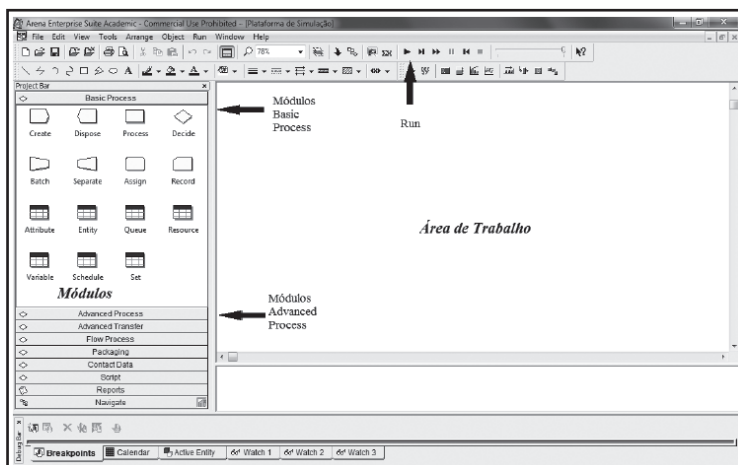 Arena Enterprise Suite Academic - Commercial Use Prohibited - [Plataforma de Simulação]
File Edit View Tools Arrange Object Run Window Help
78%
Project Bar
Basic Process
Create Dispose Process Decide
Batch Separate Assign Record
Attribute Entity Queue Resource
Variable Schedule Set
Módulos
Advanced Process
Advanced Transfer
Flow Process
Packaging
Contact Data
Script
Reports
Navigate
Módulos
Basic
Process
Run
Área de Trabalho
Módulos
Advanced
Process
Debug Bar
Breakpoints Calendar Active Entity Watch 1 Watch 2 Watch 3